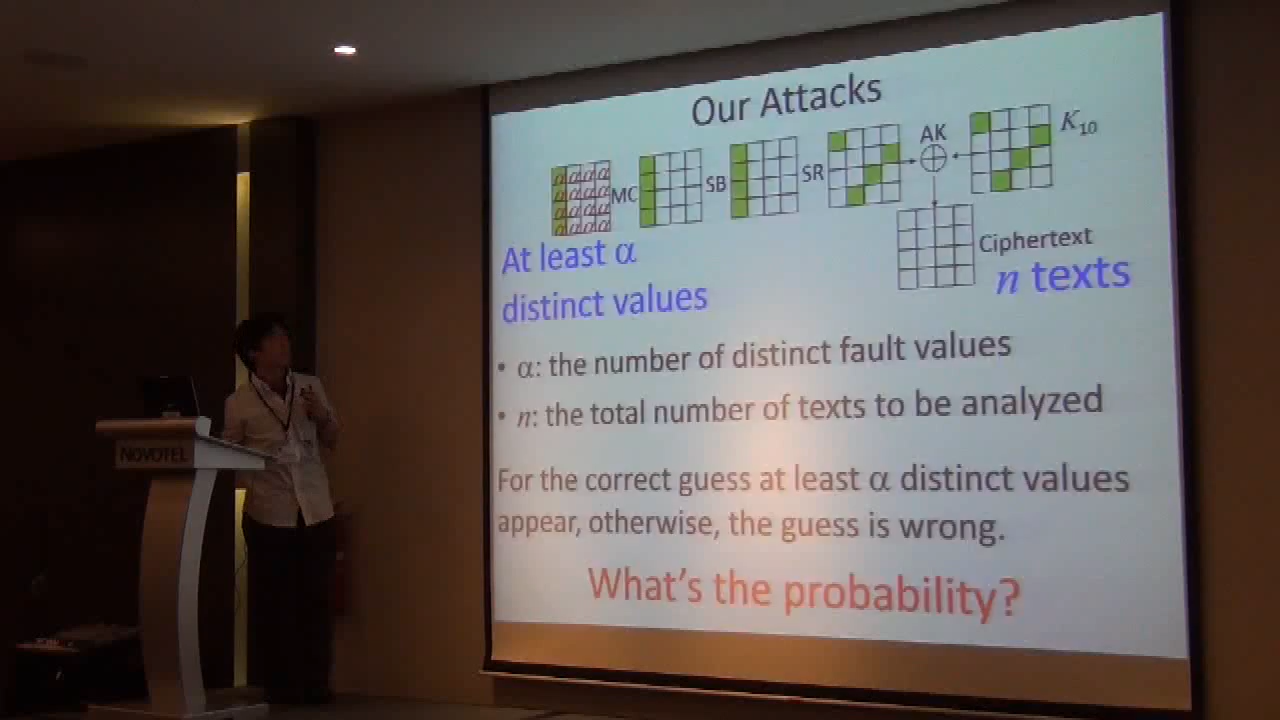 Our Attacks
AK
K10
MC
SB
SR
At least α
distinct values
Ciphertext
n texts
• α: the number of distinct fault values
• n: the total number of texts to be analyzed
For the correct guess at least α distinct values
appear, otherwise, the guess is wrong.
What's the probability?
NOVOTEL
α α α α
α α α α
α α α α
α α α α